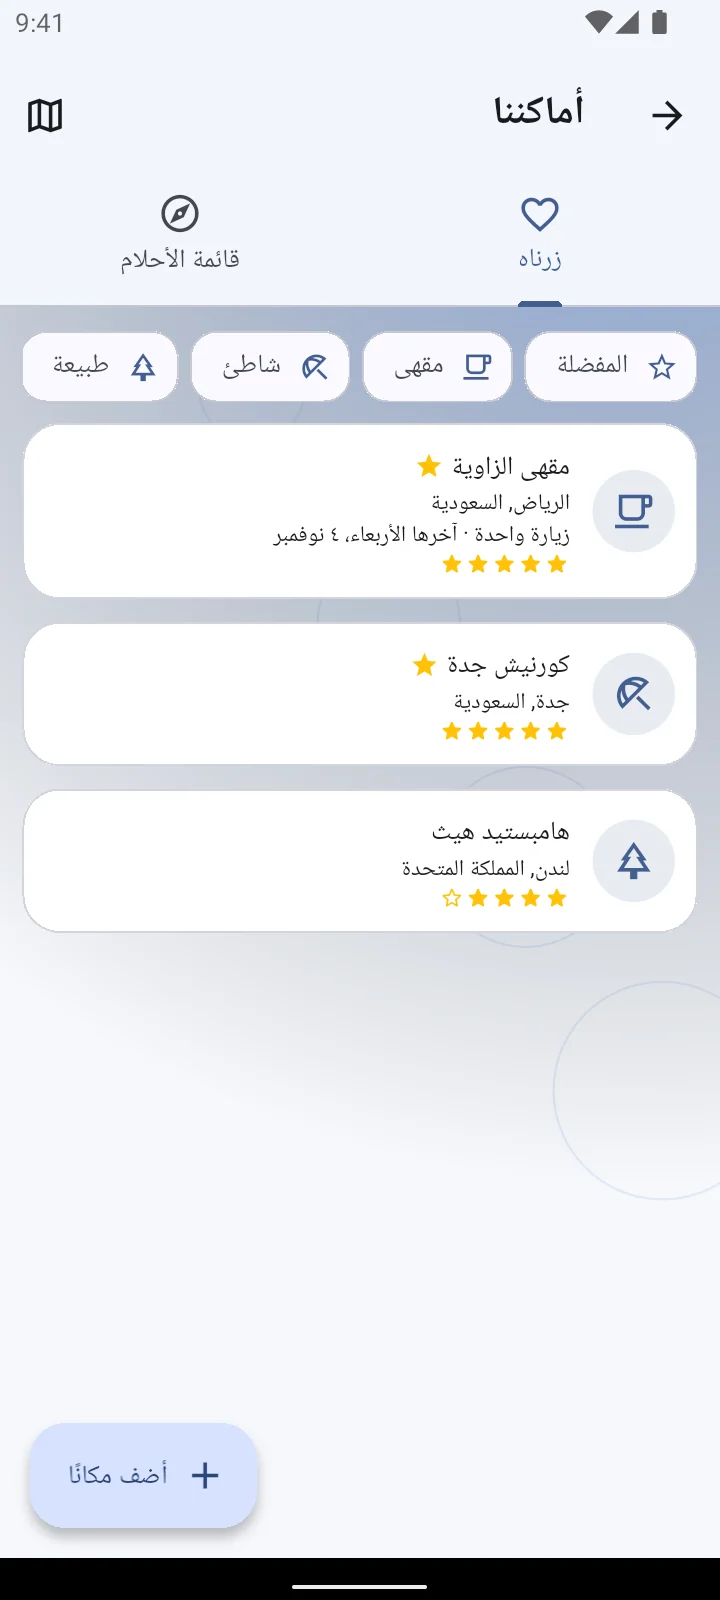 9:41
أماكننا
زرناه
قائمة الأحلام
المفضلة
مقهى
شاطئ
طبيعة
مقهى الزاوية
الرياض, السعودية
زيارة واحدة · آخرها الأربعاء، ٤ نوفمبر
كورنيش جدة
جدة, السعودية
هامبستيد هيث
لندن, المملكة المتحدة
أضف مكانًا